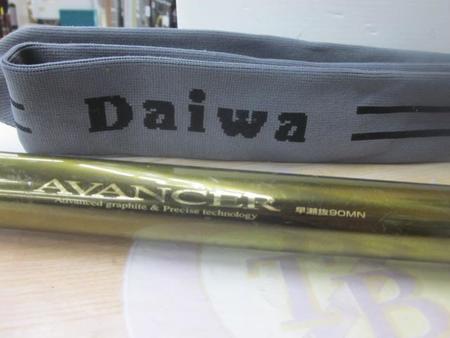 Daiwa
AVANCER
Advanced graphite & Precise technology
早瀬抜90MN